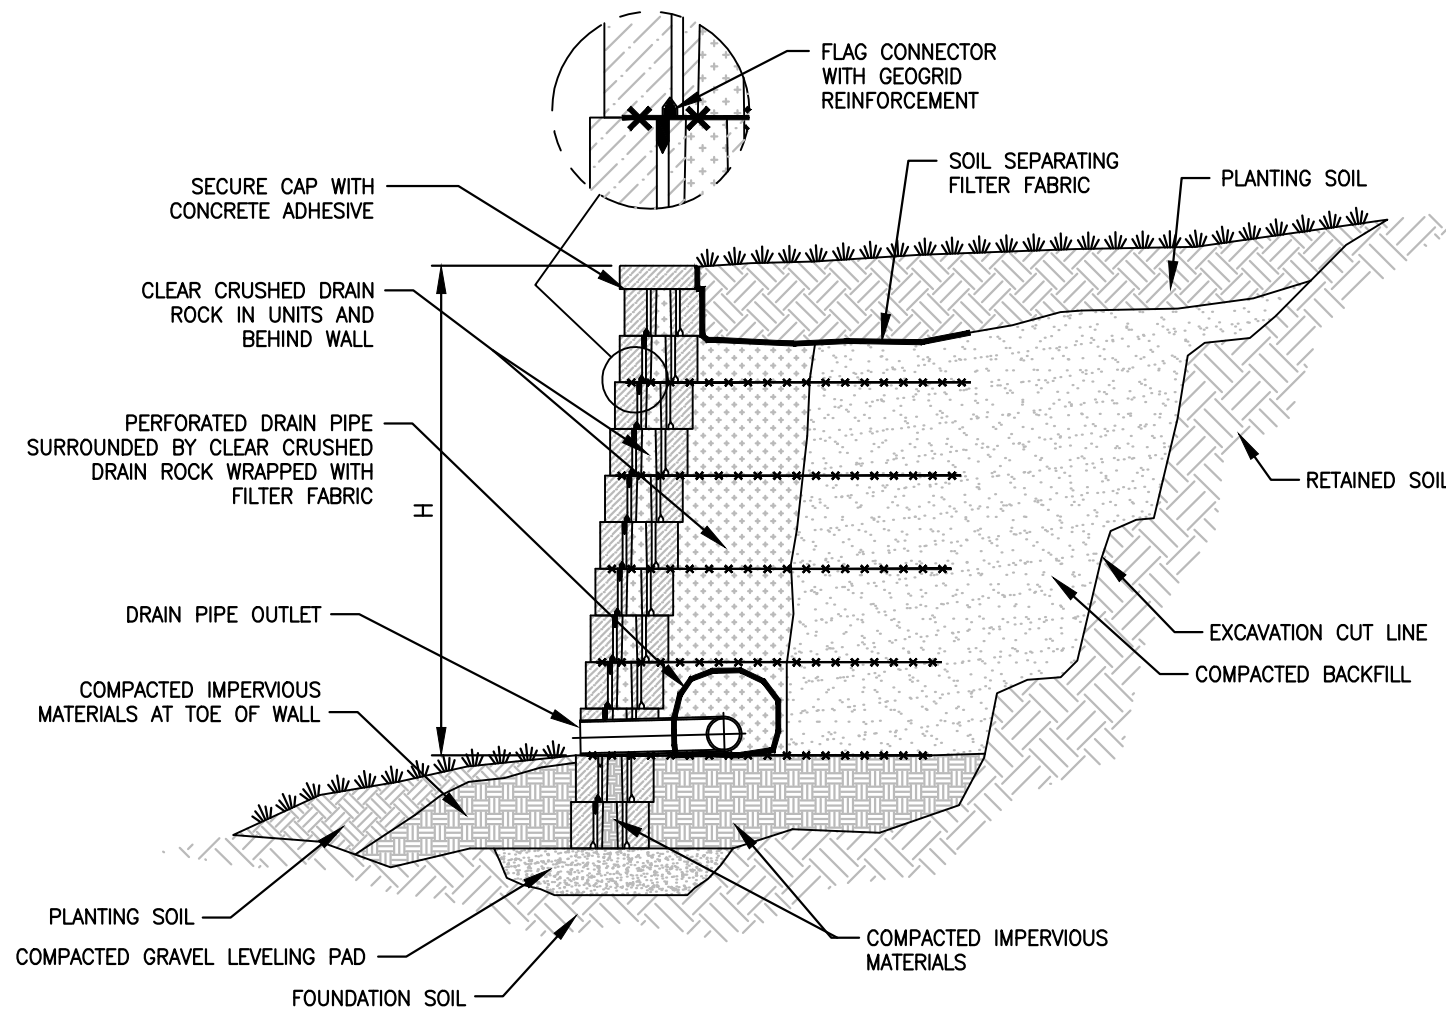 FLAG CONNECTOR
WITH GEOGRID
REINFORCEMENT
SOIL SEPARATING
FILTER FABRIC
PLANTING SOIL
SECURE CAP WITH
CONCRETE ADHESIVE
CLEAR CRUSHED DRAIN
ROCK IN UNITS AND
BEHIND WALL
PERFORATED DRAIN PIPE
SURROUNDED BY CLEAR CRUSHED
DRAIN ROCK WRAPPED WITH
FILTER FABRIC
H
RETAINED SOIL
DRAIN PIPE OUTLET
EXCAVATION CUT LINE
COMPACTED BACKFILL
COMPACTED IMPERVIOUS
MATERIALS AT TOE OF WALL
PLANTING SOIL
COMPACTED GRAVEL LEVELING PAD
FOUNDATION SOIL
COMPACTED IMPERVIOUS
MATERIALS